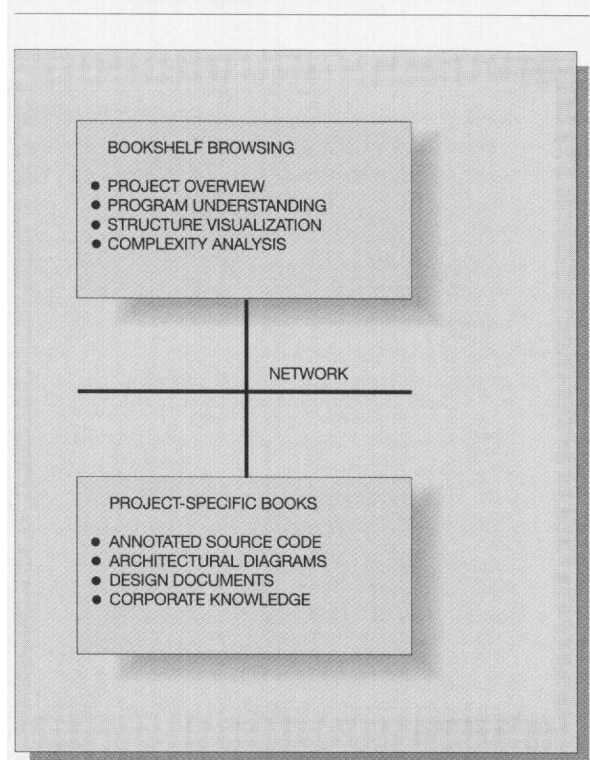 BOOKSHELF BROWSING
● PROJECT OVERVIEW
● PROGRAM UNDERSTANDING
● STRUCTURE VISUALIZATION
● COMPLEXITY ANALYSIS
NETWORK
PROJECT-SPECIFIC BOOKS
● ANNOTATED SOURCE CODE
● ARCHITECTURAL DIAGRAMS
● DESIGN DOCUMENTS
● CORPORATE KNOWLEDGE